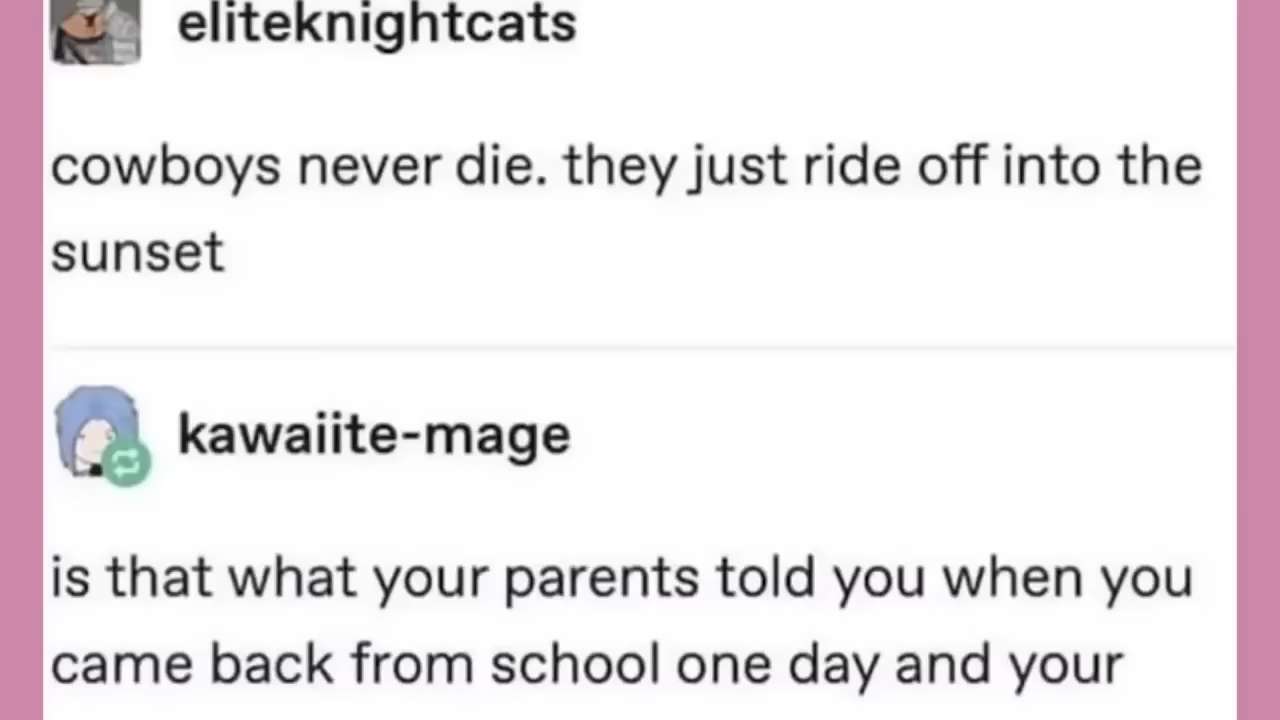 eliteknightcats
cowboys never die. they just ride off into the
sunset
kawaiite-mage
is that what your parents told you when you
came back from school one day and your